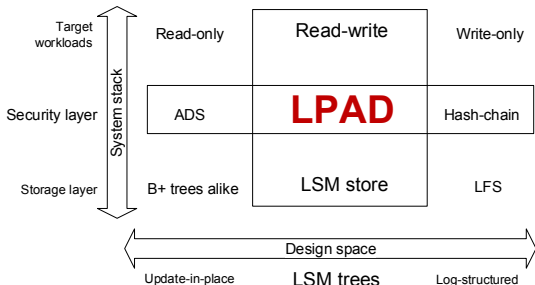 Target workloads
Read-only
Read-write
Write-only
System stack
Security layer
ADS
LPAD
Hash-chain
Storage layer
B+ trees alike
LSM store
LFS
Design space
Update-in-place
LSM trees
Log-structured